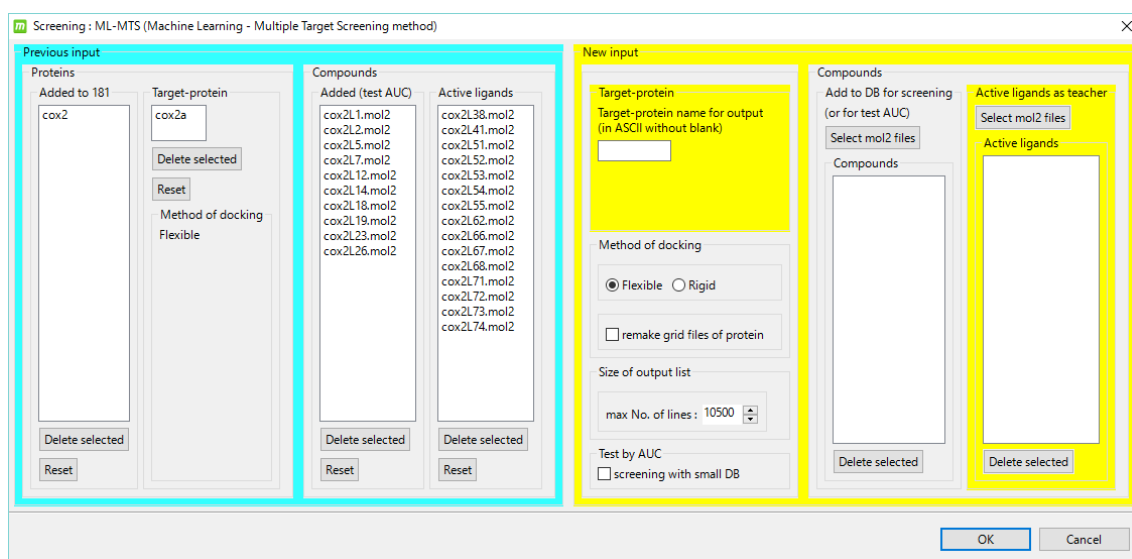 m Screening : ML-MTS (Machine Learning - Multiple Target Screening method)
Previous input
Proteins
Added to 181
cox2
Delete selected
Reset
Target-protein
cox2a
Delete selected
Reset
Method of docking
Flexible
Compounds
Added (test AUC)
cox2L1.mol2
cox2L2.mol2
cox2L5.mol2
cox2L7.mol2
cox2L12.mol2
cox2L14.mol2
cox2L18.mol2
cox2L19.mol2
cox2L23.mol2
cox2L26.mol2
Delete selected
Reset
Active ligands
cox2L38.mol2
cox2L41.mol2
cox2L51.mol2
cox2L52.mol2
cox2L53.mol2
cox2L54.mol2
cox2L55.mol2
cox2L62.mol2
cox2L66.mol2
cox2L67.mol2
cox2L68.mol2
cox2L71.mol2
cox2L72.mol2
cox2L73.mol2
cox2L74.mol2
Delete selected
Reset
New input
Target-protein
Target-protein name for output
(in ASCII without blank)
Method of docking
Flexible Rigid
remake grid files of protein
Size of output list
max No. of lines : 10500
Test by AUC
screening with small DB
Compounds
Add to DB for screening
(or for test AUC)
Select mol2 files
Compounds
Delete selected
Active ligands as teacher
Select mol2 files
Active ligands
Delete selected
OK
Cancel